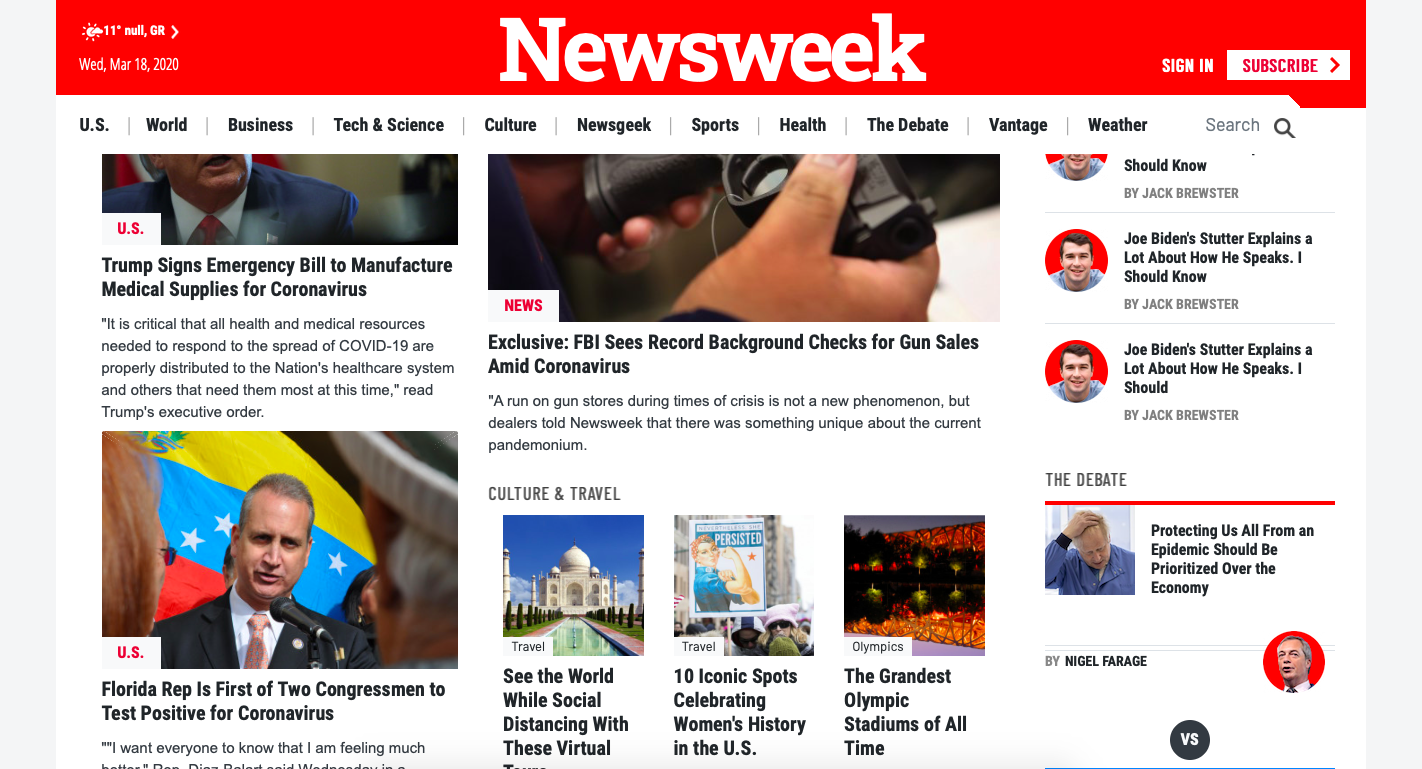 11° null, GR
Wed, Mar 18, 2020
Newsweek
SIGN IN
SUBSCRIBE
U.S.
World
Business
Tech & Science
Culture
Newsgeek
Sports
Health
The Debate
Vantage
Weather
Search
U.S.
Trump Signs Emergency Bill to Manufacture
Medical Supplies for Coronavirus
"It is critical that all health and medical resources
needed to respond to the spread of COVID-19 are
properly distributed to the Nation's healthcare system
and others that need them most at this time," read
Trump's executive order.
U.S.
Florida Rep Is First of Two Congressmen to
Test Positive for Coronavirus
""I want everyone to know that I am feeling much
better," Rep. Diaz-Balart said Wednesday in a
NEWS
Exclusive: FBI Sees Record Background Checks for Gun Sales
Amid Coronavirus
"A run on gun stores during times of crisis is not a new phenomenon, but
dealers told Newsweek that there was something unique about the current
pandemonium.
CULTURE & TRAVEL
Travel
See the World
While Social
Distancing With
These Virtual
Tours
NEVERTHELESS SHE
PERSISTED
Travel
10 Iconic Spots
Celebrating
Women's History
in the U.S.
Olympics
The Grandest
Olympic
Stadiums of All
Time
Should Know
BY JACK BREWSTER
Joe Biden's Stutter Explains a
Lot About How He Speaks. I
Should Know
BY JACK BREWSTER
Joe Biden's Stutter Explains a
Lot About How He Speaks. I
Should
BY JACK BREWSTER
THE DEBATE
Protecting Us All From an
Epidemic Should Be
Prioritized Over the
Economy
BY NIGEL FARAGE
VS